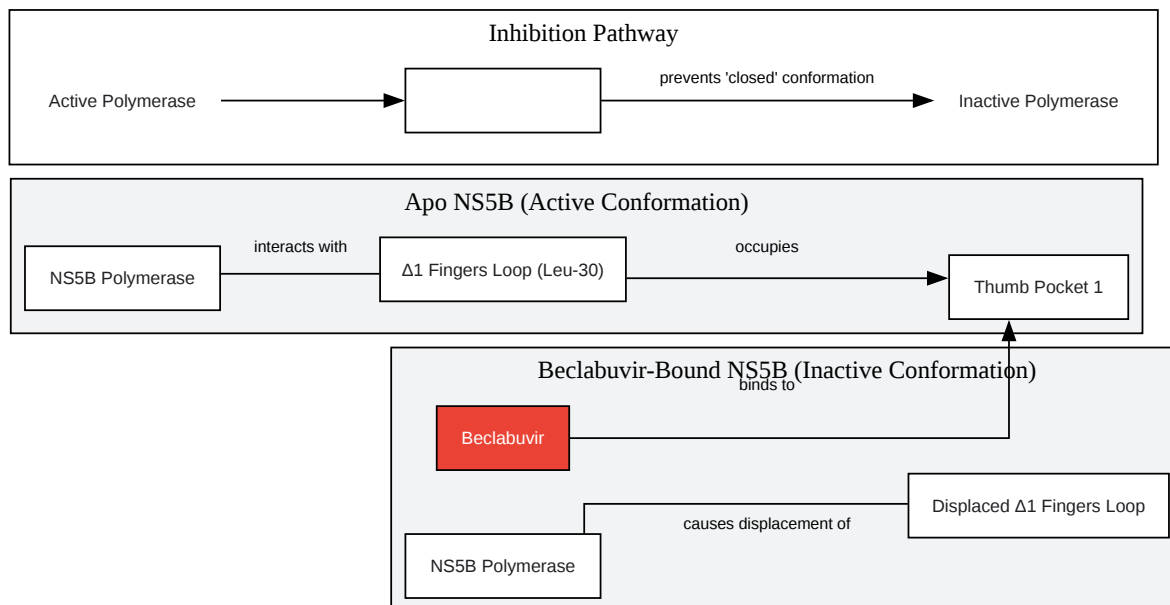 Inhibition Pathway
prevents 'closed' conformation
Active Polymerase
Inactive Polymerase
Apo NS5B (Active Conformation)
interacts with
occupies
NS5B Polymerase
Δ1 Fingers Loop (Leu-30)
Thumb Pocket 1
Beclabuvir-Bound NS5B (Inactive Conformation)
binds to
Beclabuvir
Displaced Δ1 Fingers Loop
causes displacement of
NS5B Polymerase